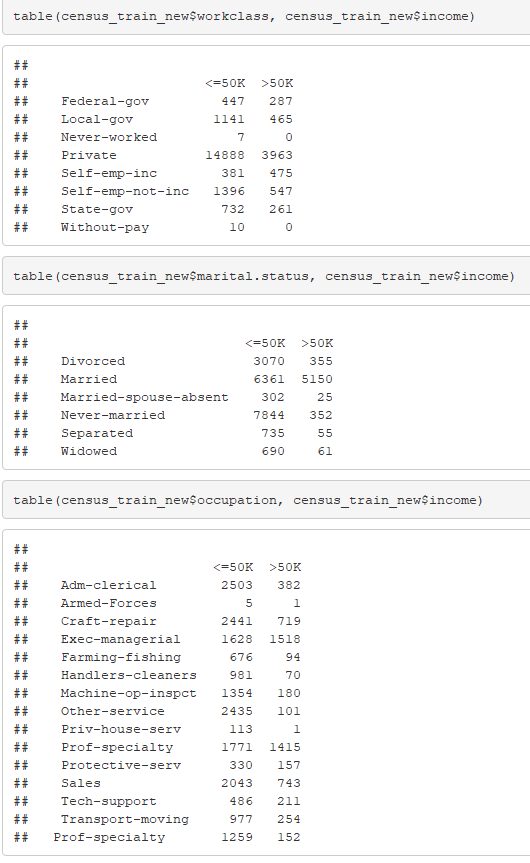 table(census_train_new$workclass, census_train_new$income)
##
## <=50K >50K
## Federal-gov 447 287
## Local-gov 1141 465
## Never-worked 7 0
## Private 14888 3963
## Self-emp-inc 381 475
## Self-emp-not-inc 1396 547
## State-gov 732 261
## Without-pay 10 0
table(census_train_new$marital.status, census_train_new$income)
##
## <=50K >50K
## Divorced 3070 355
## Married 6361 5150
## Married-spouse-absent 302 25
## Never-married 7844 352
## Separated 735 55
## Widowed 690 61
table(census_train_new$occupation, census_train_new$income)
##
## <=50K >50K
## Adm-clerical 2503 382
## Armed-Forces 5 1
## Craft-repair 2441 719
## Exec-managerial 1628 1518
## Farming-fishing 676 94
## Handlers-cleaners 981 70
## Machine-op-inspct 1354 180
## Other-service 2435 101
## Priv-house-serv 113 1
## Prof-specialty 1771 1415
## Protective-serv 330 157
## Sales 2043 743
## Tech-support 486 211
## Transport-moving 977 254
## Prof-specialty 1259 152